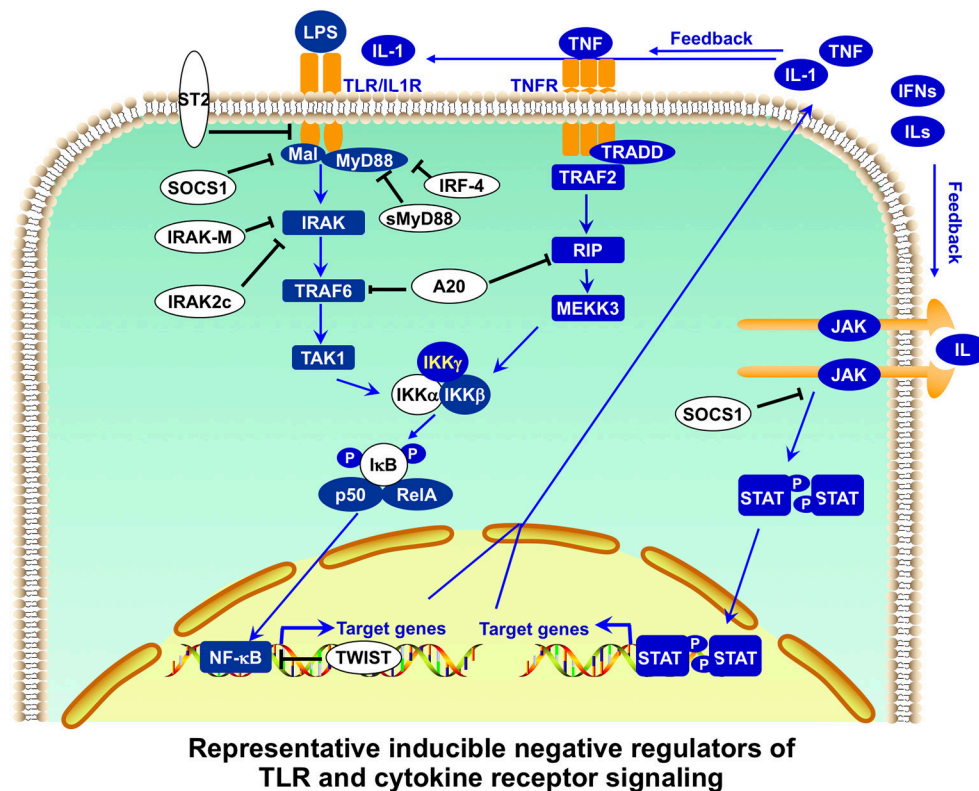 LPS
IL-1
TNF
Feedback
TNF
IL-1
TLR/IL1R
TNFR
IFNs
ILs
ST2
Mal
MyD88
TRADD
TRAF2
SOCS1
IRF-4
sMyD88
Feedback
IRAK-M
IRAK
RIP
IRAK2c
TRAF6
A20
MEKK3
JAK
IL
TAK1
IKKγ
IKKα
IKKβ
JAK
SOCS1
P
P
IκB
p50
RelA
STAT
P
P
STAT
Target genes
Target genes
NF-κB
TWIST
STAT
P
P
STAT
Representative inducible negative regulators of
TLR and cytokine receptor signaling